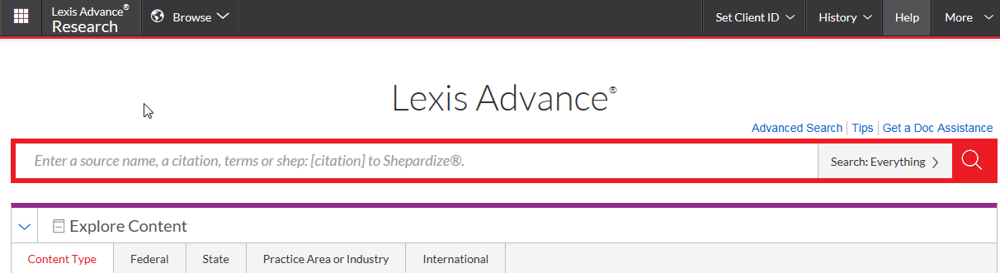 Lexis Advance®
Research
Browse
Set Client ID
History
Help
More
Lexis Advance®
Advanced Search
Tips
Get a Doc Assistance
Enter a source name, a citation, terms or shep: [citation] to Shepardize®.
Search: Everything
Explore Content
Content Type
Federal
State
Practice Area or Industry
International